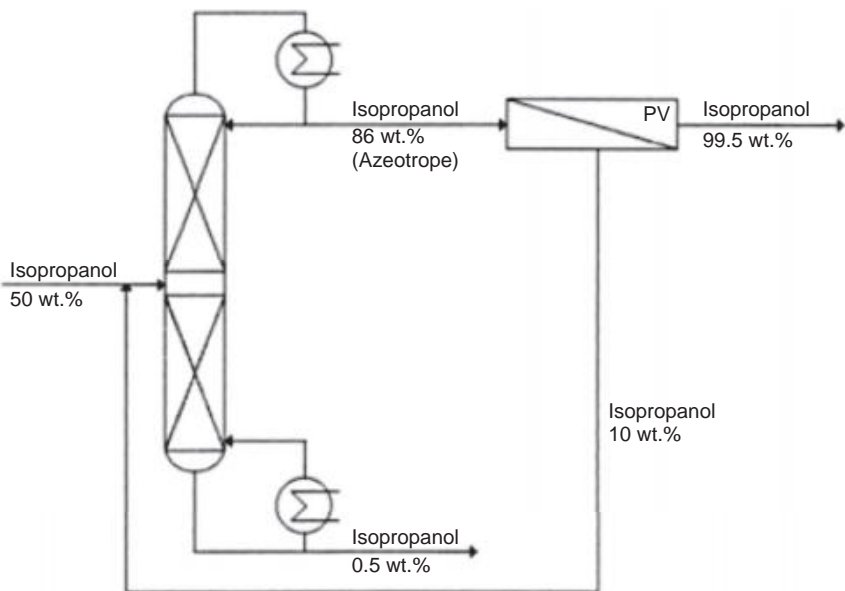 Isopropanol
86 wt.%
(Azeotrope)
PV
Isopropanol
99.5 wt.%
Isopropanol
50 wt.%
Isopropanol
10 wt.%
Isopropanol
0.5 wt.%